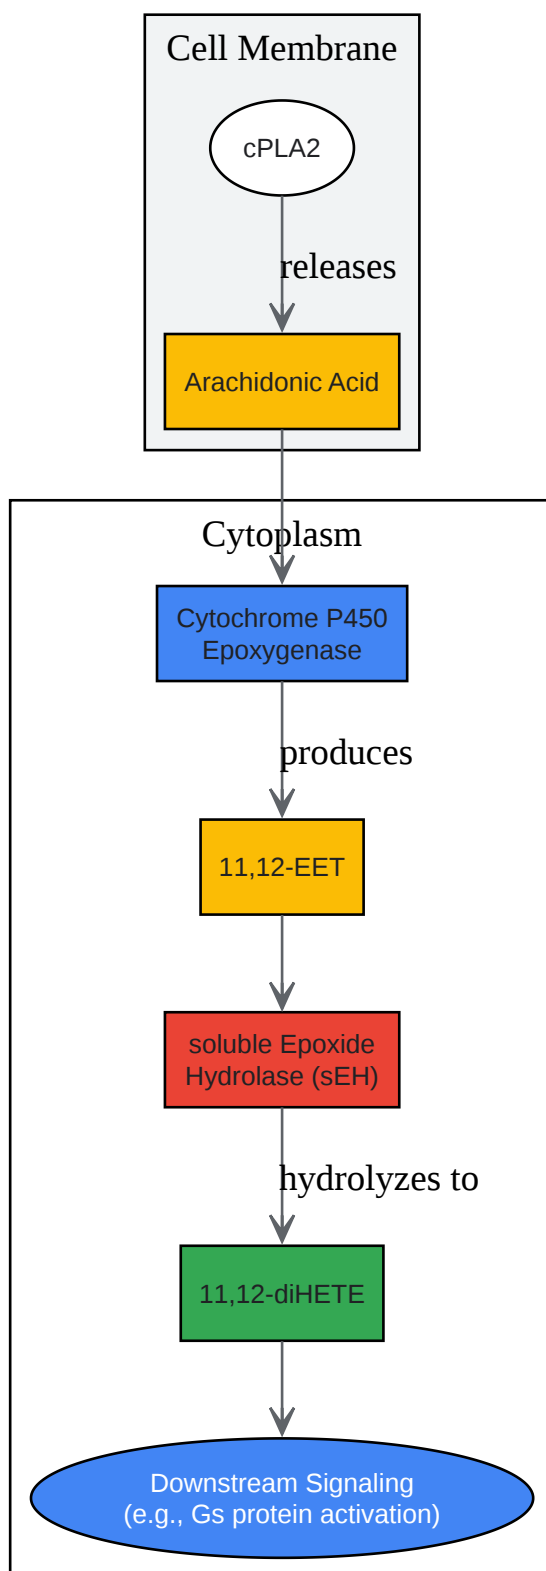 Cell Membrane
cPLA2
releases
Arachidonic Acid
Cytoplasm
Cytochrome P450
Epoxygenase
produces
11,12-EET
soluble Epoxide
Hydrolase (sEH)
hydrolyzes to
11,12-diHETE
Downstream Signaling
(e.g., Gs protein activation)